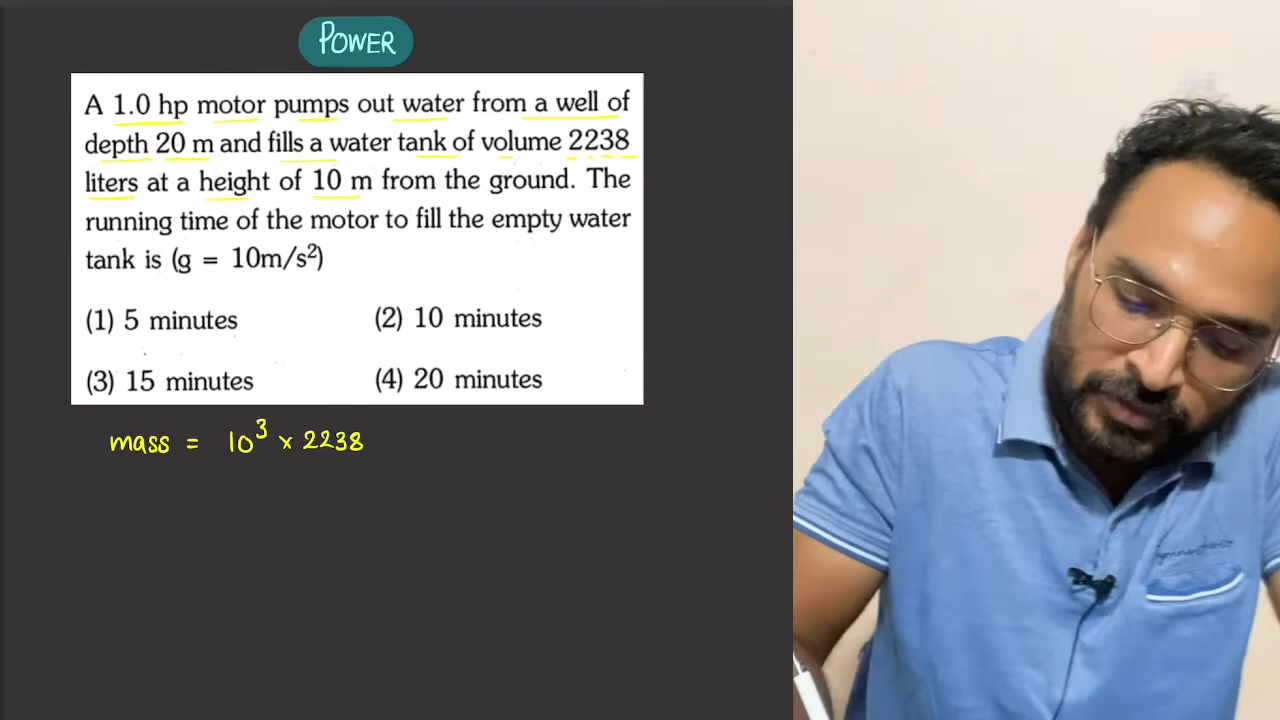 POWER
A 1.0 hp motor pumps out water from a well of
depth 20 m and fills a water tank of volume 2238
liters at a height of 10 m from the ground. The
running time of the motor to fill the empty water
tank is (g = 10m/s²)
(1) 5 minutes (2) 10 minutes
(3) 15 minutes (4) 20 minutes
mass = 10³ × 2238